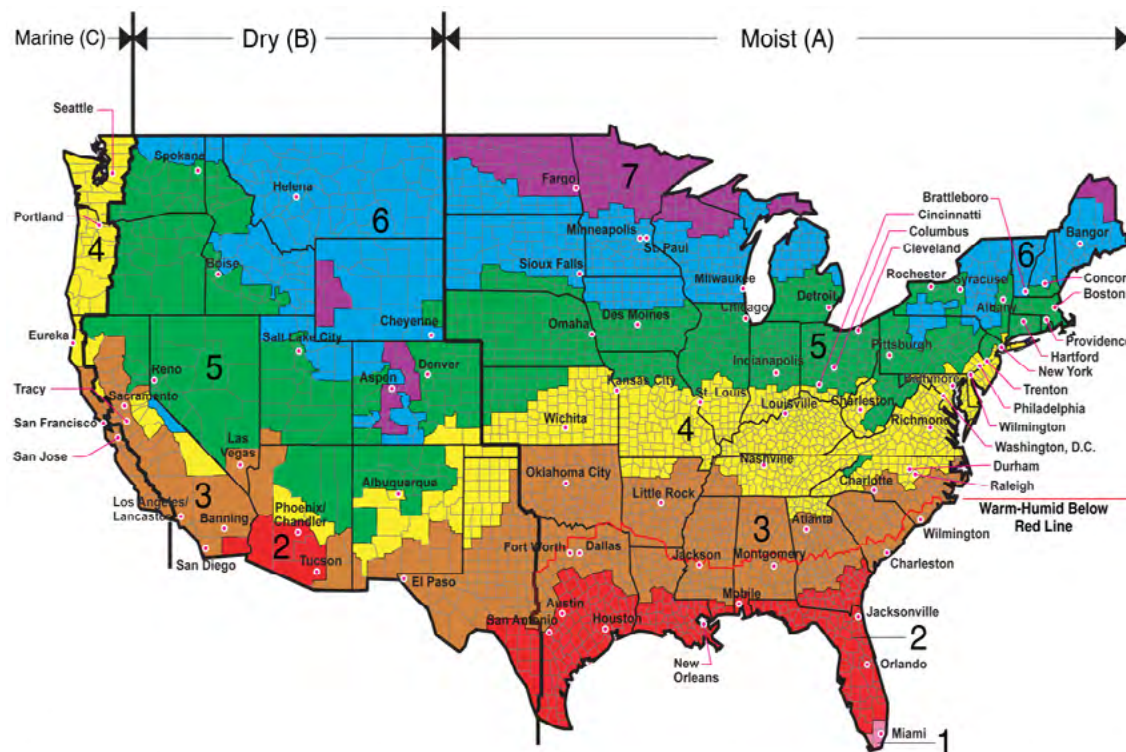 Marine (C)
Dry (B)
Moist (A)
Seattle
Spokane
Helena
Fargo
7
Portland
4
6
Minneapolis
St. Paul
Brattleboro
Cincinnatti
Columbus
Cleveland
Bangor
Boise
Sioux Falls
Milwaukee
Rochester
Syracuse
6
Concord
Detroit
Albany
Boston
Eureka
Cheyenne
Chicago
Salt Lake City
Omaha
Des Moines
Pittsburgh
Providence
Reno
5
Denver
Indianapolis
5
Hartford
New York
Tracy
Aspen
Kansas City
Baltimore
Trenton
Sacramento
St. Louis
Louisville
Charleston
Philadelphia
San Francisco
Wichita
4
Richmond
Wilmington
San Jose
Las
Vegas
Washington, D.C.
Nashville
Durham
Oklahoma City
Albuquarqua
Charlotte
Raleigh
3
Los Angeles/
Lancaster
Phoenix/
Chandler
Little Rock
Warm-Humid Below
Red Line
Banning
2
3
Atlanta
Wilmington
San Diego
Tucson
Fort Worth
Dallas
Jackson
Montgomery
Charleston
El Paso
Austin
Mobile
San Antonio
Houston
Jacksonville
2
New
Orleans
Orlando
Miami
1